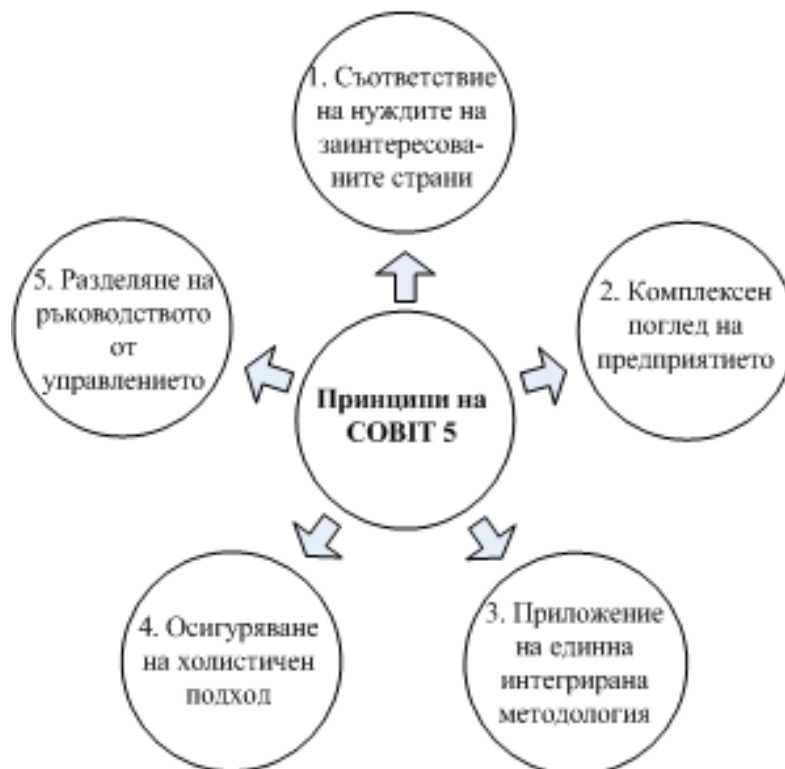 1. Съответствие
на нуждите на
заинтересова-
ните страни
2. Комплексен
поглед на
предприятието
3. Приложение
на единна
интегрирана
методология
4. Осигуряване
на холистичен
подход
5. Разделяне на
ръководството
от
управлението
Принципи на
COBIT 5